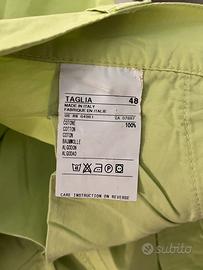 TAGLIA 48
MADE IN ITALY
FABRIQUE EN ITALIE
COTONE 100%
COTTON
COTON
BAUMWOLLE
ALGODON
ALGODAO
CARE INSTRUCTION ON REVERSE
subito